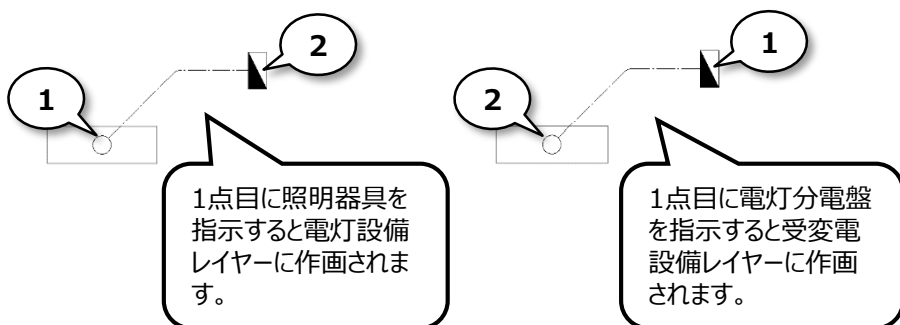 2
1
1
2
1点目に照明器具を
指示すると電灯設備
レイヤーに作画されま
す。
1点目に電灯分電盤
を指示すると受変電
設備レイヤーに作画
されます。